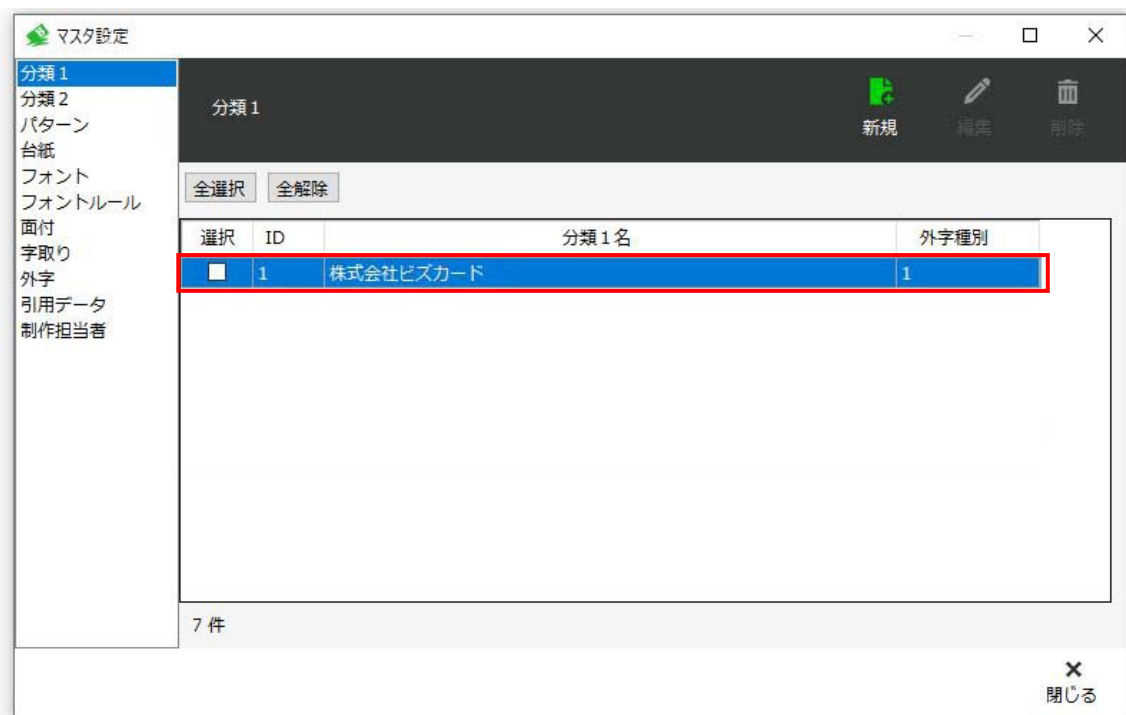 マスタ設定
分類1
分類2
パターン
台紙
フォント
フォントルール
面付
字取り
外字
引用データ
制作担当者
分類1
新規
編集
削除
全選択 全解除
選択 ID 分類1名 外字種別
1 株式会社ビズカード 1
7件
閉じる